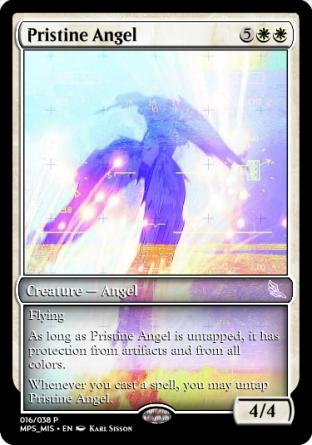 Pristine Angel 5
Creature — Angel
Flying
As long as Pristine Angel is untapped, it has
protection from artifacts and from all
colors.
Whenever you cast a spell, you may untap
Pristine Angel.
4/4
016/038 P
MPS_MIS • EN KARL SISSON